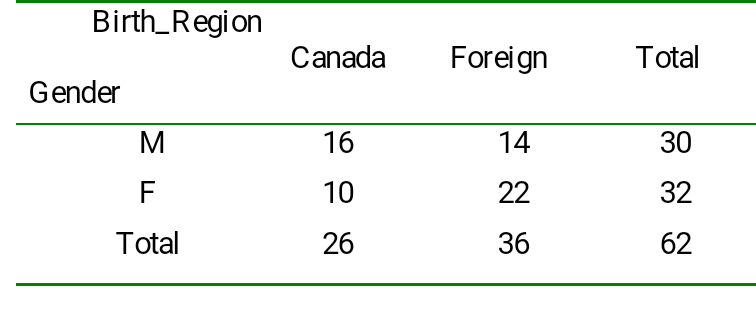 Birth_Region
Canada Foreign Total
Gender
M 16 14 30
F 10 22 32
Total 26 36 62